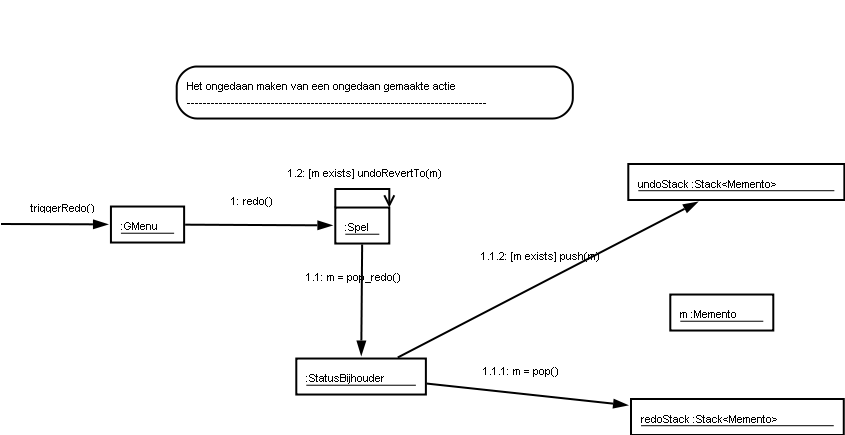 Het ongedaan maken van een ongedaan gemaakte actie
--------------------------------------------------------------------------
1.2: [m exists] undoRevertTo(m)
undoStack :Stack<Memento>
triggerRedo()
1: redo()
:GMenu
:Spel
1.1.2: [m exists] push(m)
1.1: m = pop_redo()
m :Memento
:StatusBijhouder
1.1.1: m = pop()
redoStack :Stack<Memento>